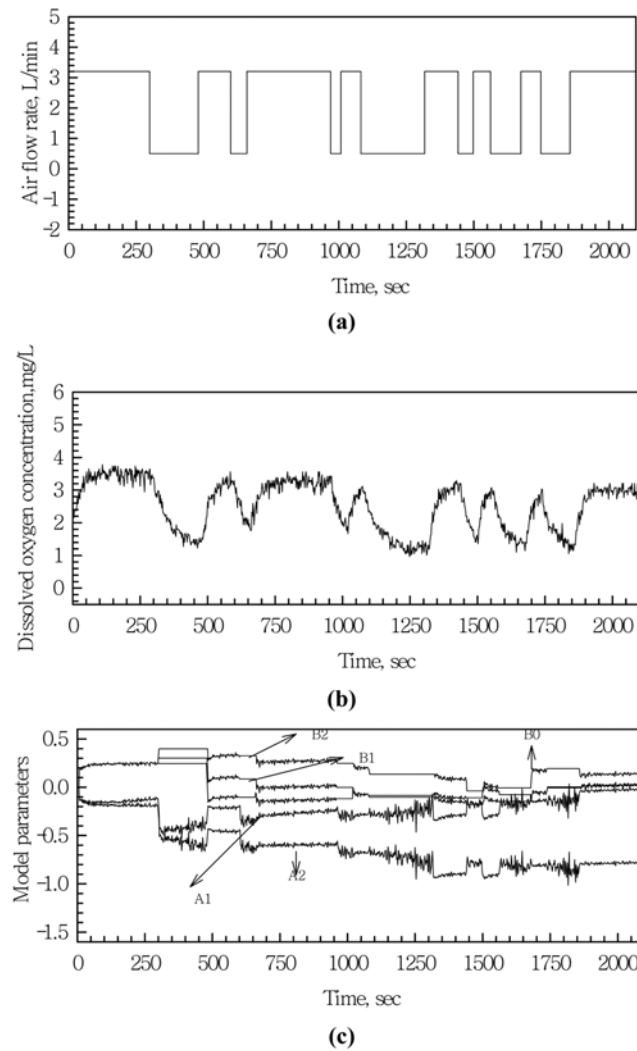 5
4
3
2
1
0
-1
-2
Air flow rate, L/min
0 250 500 750 1000 1250 1500 1750 2000
Time, sec
(a)
6
5
4
3
2
1
0
Dissolved oxygen concentration,mg/L
0 250 500 750 1000 1250 1500 1750 2000
Time, sec
(b)
0.5
0.0
-0.5
-1.0
-1.5
Model parameters
B2
B1
B0
A2
A1
0 250 500 750 1000 1250 1500 1750 2000
Time, sec
(c)